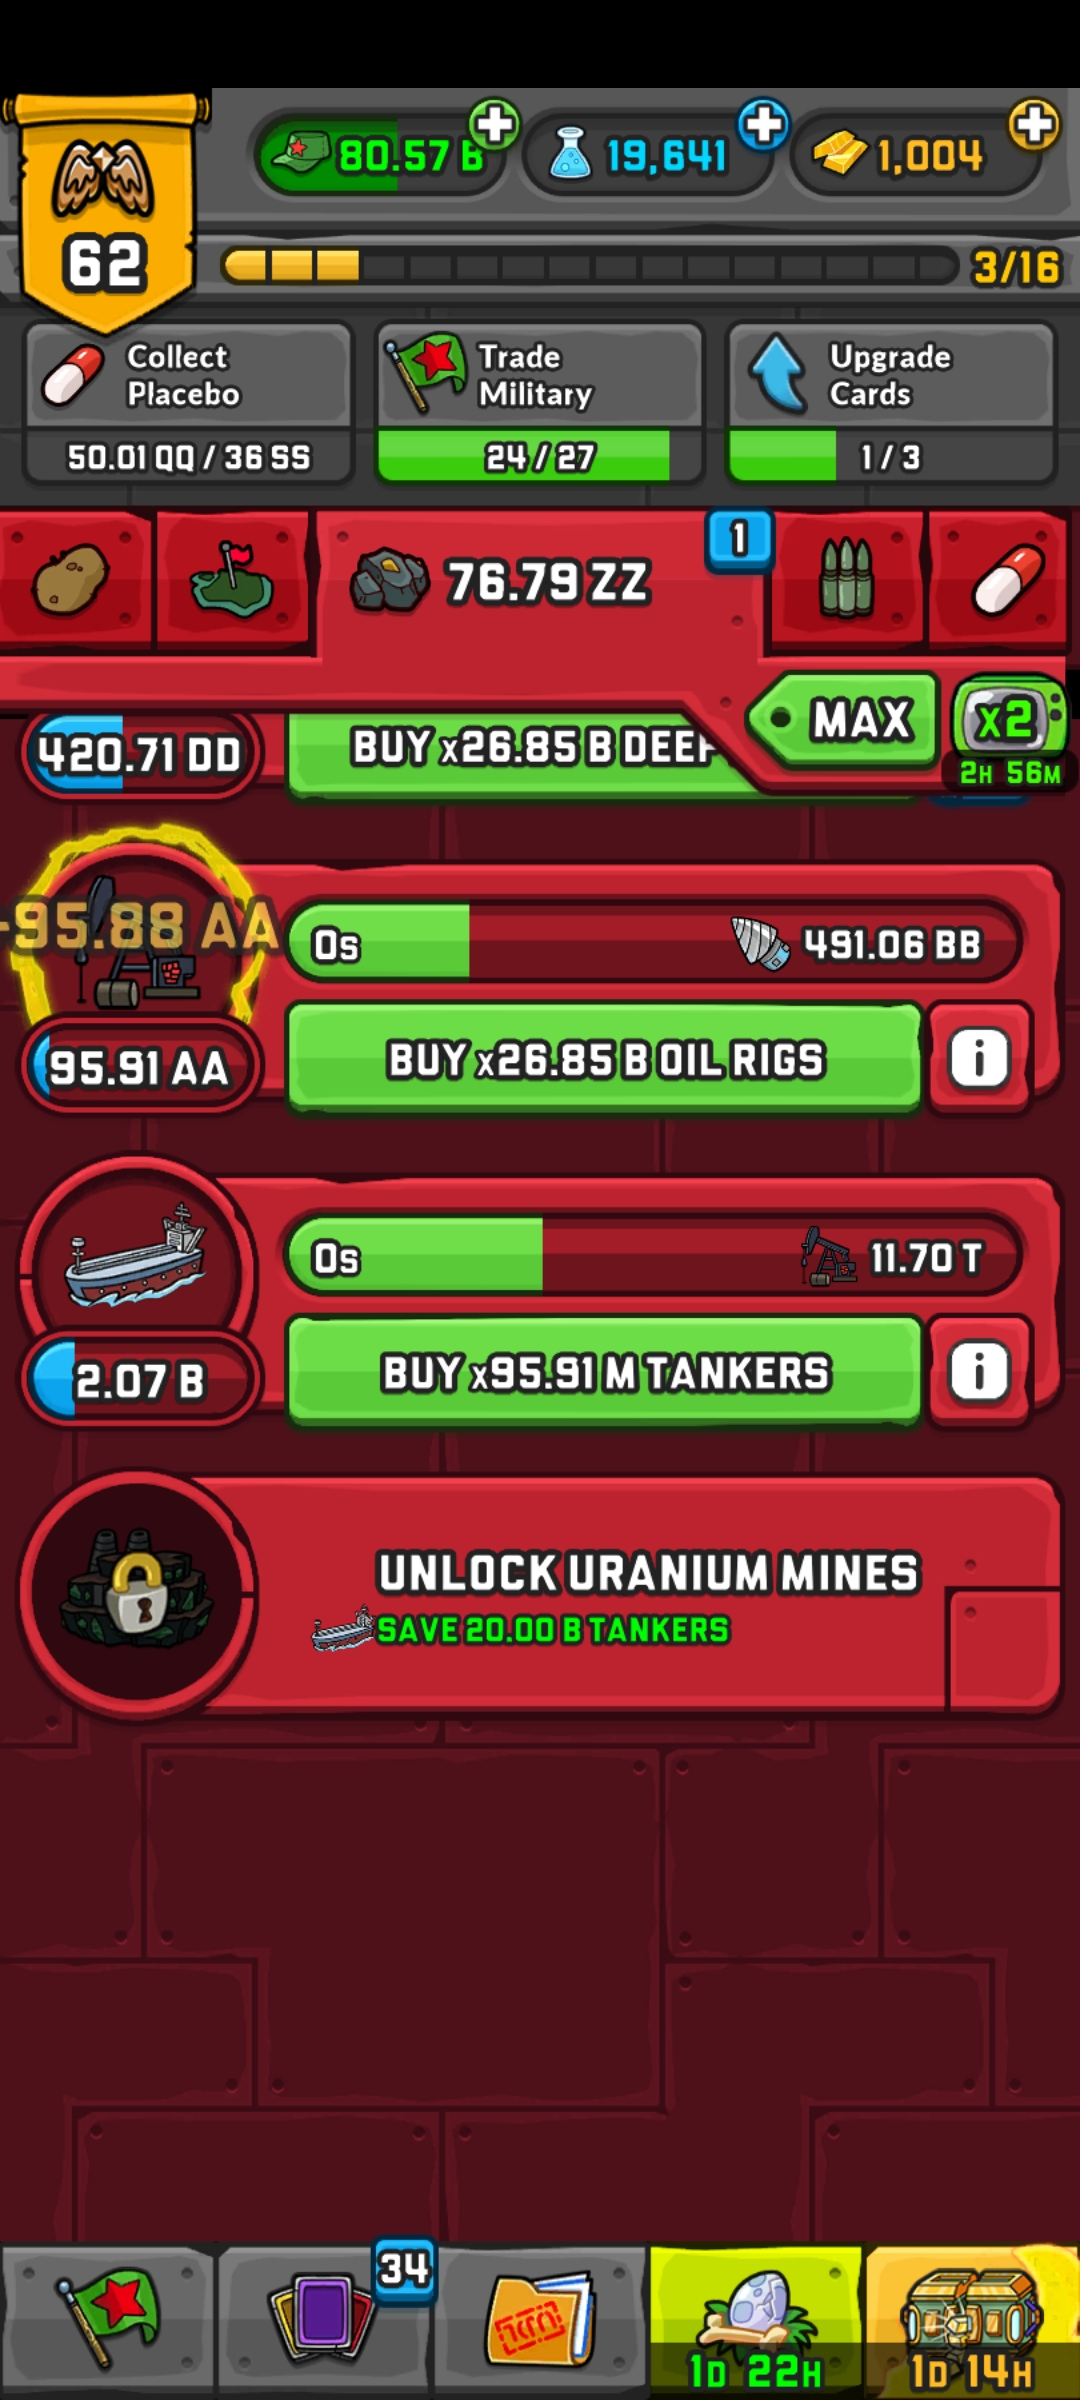 80.57 B
19,641
1,004
62
3/16
Collect
Placebo
Trade
Military
Upgrade
Cards
50.01 QQ / 36 SS
24 / 27
1 / 3
76.79 ZZ
1
MAX
x2
2H 56M
420.71 DD
BUY x26.85 B DEEP
-95.88 AA
0s
491.06 BB
95.91 AA
BUY x26.85 B OIL RIGS
i
0s
11.70 T
2.07 B
BUY x95.91 M TANKERS
i
UNLOCK URANIUM MINES
SAVE 20.00 B TANKERS
34
1D 22H
1D 14H